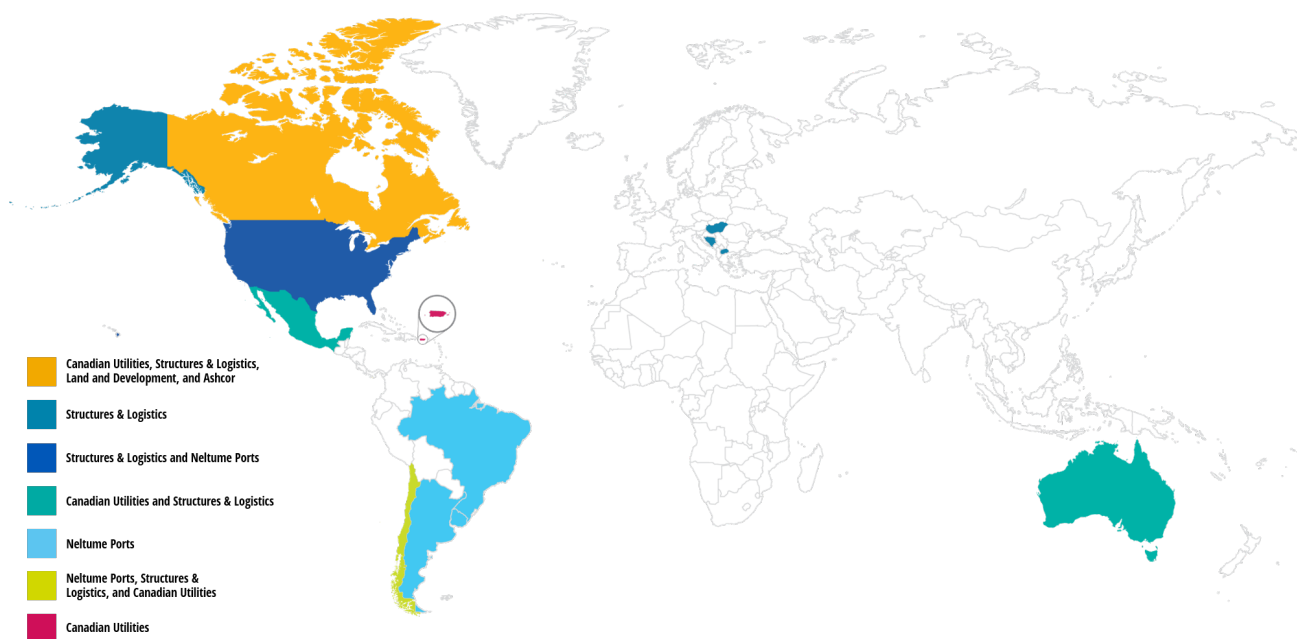 Canadian Utilities, Structures & Logistics,
Land and Development, and Ashcor
Structures & Logistics
Structures & Logistics and Neltume Ports
Canadian Utilities and Structures & Logistics
Neltume Ports
Neltume Ports, Structures &
Logistics, and Canadian Utilities
Canadian Utilities